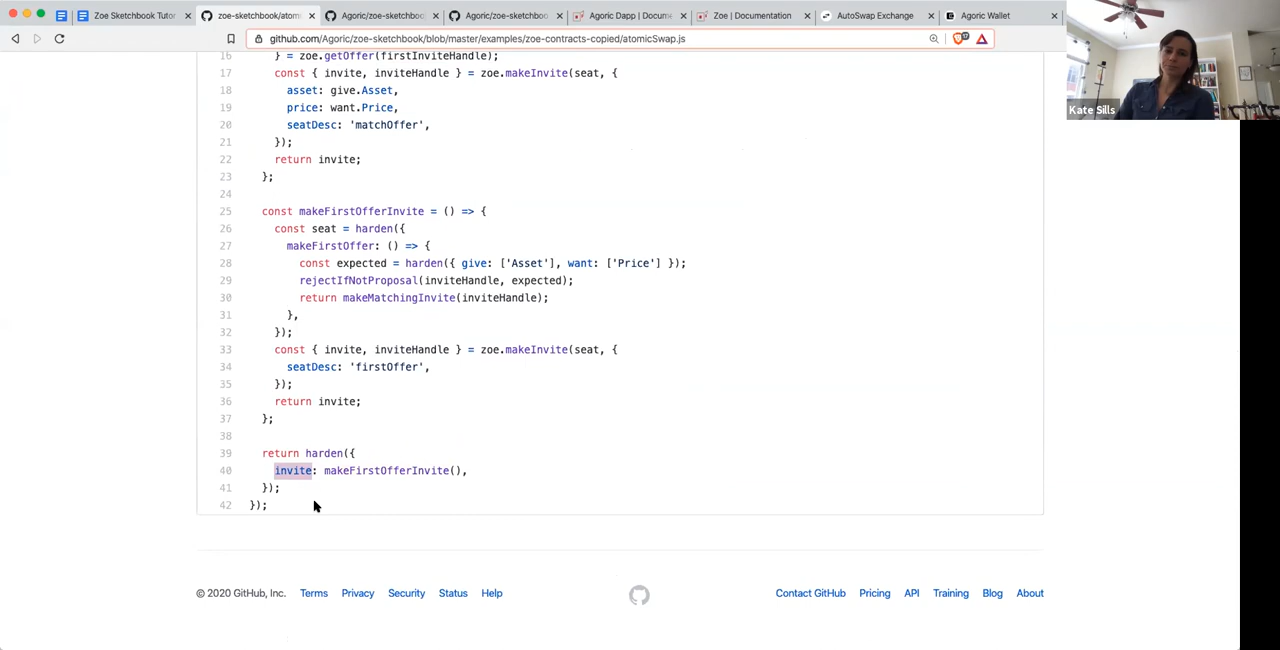 Zoe Sketchbook Tutor
zoe-sketchbook/atom
Agoric/zoe-sketchboo
Agoric/zoe-sketchboo
Agoric Dapp | Docume
Zoe | Documentation
AutoSwap Exchange
Agoric Wallet
github.com/Agoric/zoe-sketchbook/blob/master/examples/zoe-contracts-copied/atomicSwap.js
Kate Sills
16 } = zoe.getOffer(firstInviteHandle);
17 const { invite, inviteHandle } = zoe.makeInvite(seat, {
18 asset: give.Asset,
19 price: want.Price,
20 seatDesc: 'matchOffer',
21 });
22 return invite;
23 };
24
25 const makeFirstOfferInvite = () => {
26 const seat = harden({
27 makeFirstOffer: () => {
28 const expected = harden({ give: ['Asset'], want: ['Price'] });
29 rejectIfNotProposal(inviteHandle, expected);
30 return makeMatchingInvite(inviteHandle);
31 },
32 });
33 const { invite, inviteHandle } = zoe.makeInvite(seat, {
34 seatDesc: 'firstOffer',
35 });
36 return invite;
37 };
38
39 return harden({
40 invite: makeFirstOfferInvite(),
41 });
42 });
© 2020 GitHub, Inc. Terms Privacy Security Status Help Contact GitHub Pricing API Training Blog About